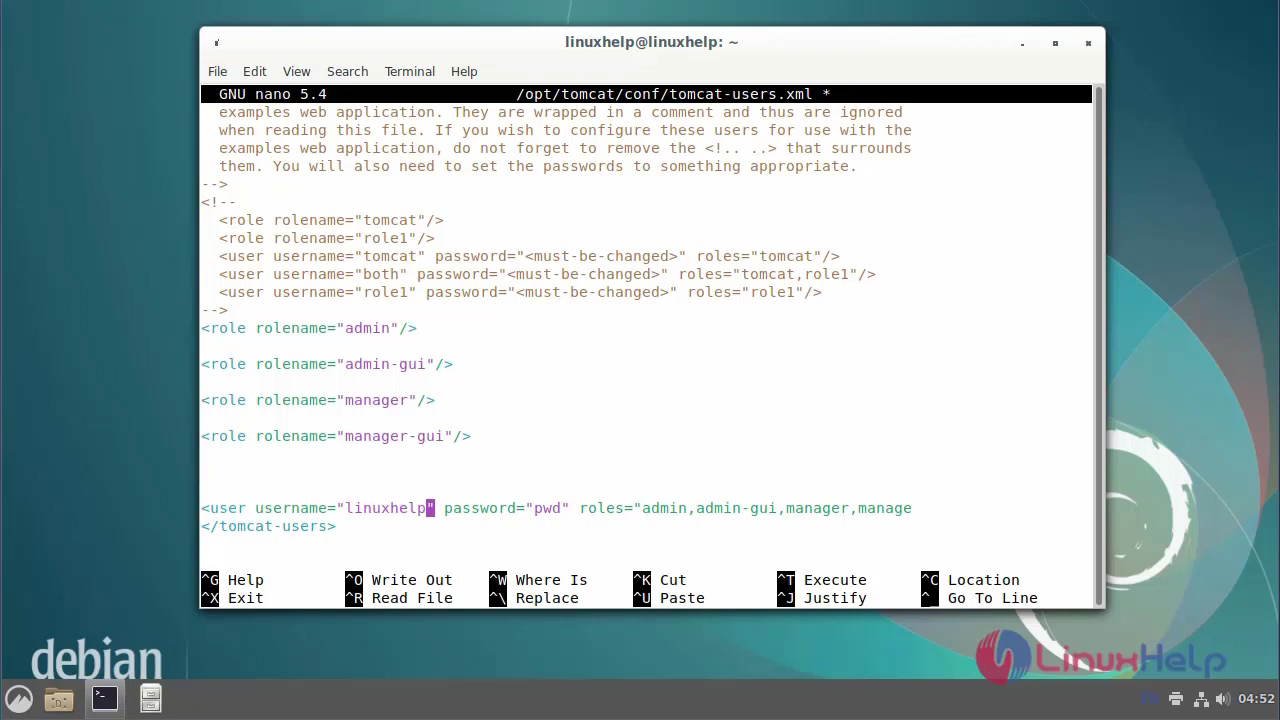 linuxhelp@linuxhelp: ~
File Edit View Search Terminal Help
GNU nano 5.4 /opt/tomcat/conf/tomcat-users.xml *
examples web application. They are wrapped in a comment and thus are ignored
when reading this file. If you wish to configure these users for use with the
examples web application, do not forget to remove the <!.. ..> that surrounds
them. You will also need to set the passwords to something appropriate.
-->
<!--
<role rolename="tomcat"/>
<role rolename="role1"/>
<user username="tomcat" password="<must-be-changed>" roles="tomcat"/>
<user username="both" password="<must-be-changed>" roles="tomcat,role1"/>
<user username="role1" password="<must-be-changed>" roles="role1"/>
-->
<role rolename="admin"/>
<role rolename="admin-gui"/>
<role rolename="manager"/>
<role rolename="manager-gui"/>
<user username="linuxhelp" password="pwd" roles="admin,admin-gui,manager,manage
</tomcat-users>
^G Help ^O Write Out ^W Where Is ^K Cut ^T Execute ^C Location
^X Exit ^R Read File ^\ Replace ^U Paste ^J Justify ^_ Go To Line
debian
LinuxHelp
EN 04:52